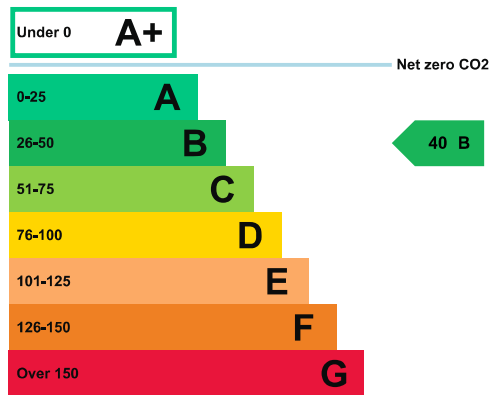 Under 0 A+
Net zero CO2
0-25 A
26-50 B
40 B
51-75 C
76-100 D
101-125 E
126-150 F
Over 150 G